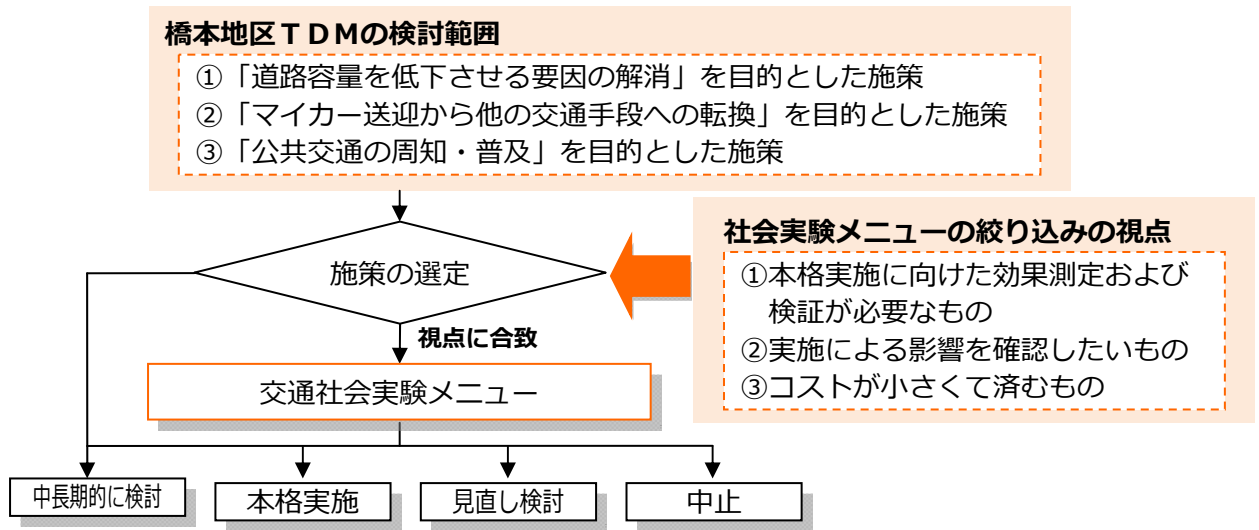 橋本地区ＴＤＭの検討範囲
①「道路容量を低下させる要因の解消」を目的とした施策
②「マイカー送迎から他の交通手段への転換」を目的とした施策
③「公共交通の周知・普及」を目的とした施策
社会実験メニューの絞り込みの視点
①本格実施に向けた効果測定および
検証が必要なもの
②実施による影響を確認したいもの
③コストが小さくて済むもの
施策の選定
視点に合致
交通社会実験メニュー
中長期的に検討
本格実施
見直し検討
中止